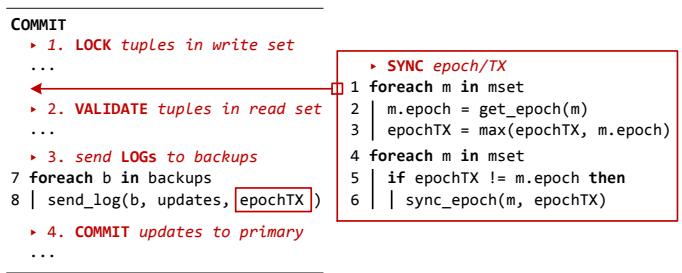 COMMIT
▸ 1. LOCK tuples in write set
...
▸ 2. VALIDATE tuples in read set
...
▸ 3. send LOGs to backups
7 foreach b in backups
8 | send_log(b, updates, epochTX )
▸ 4. COMMIT updates to primary
...
▸ SYNC epoch/TX
1 foreach m in mset
2 | m.epoch = get_epoch(m)
3 | epochTX = max(epochTX, m.epoch)
4 foreach m in mset
5 | if epochTX != m.epoch then
6 | | sync_epoch(m, epochTX)